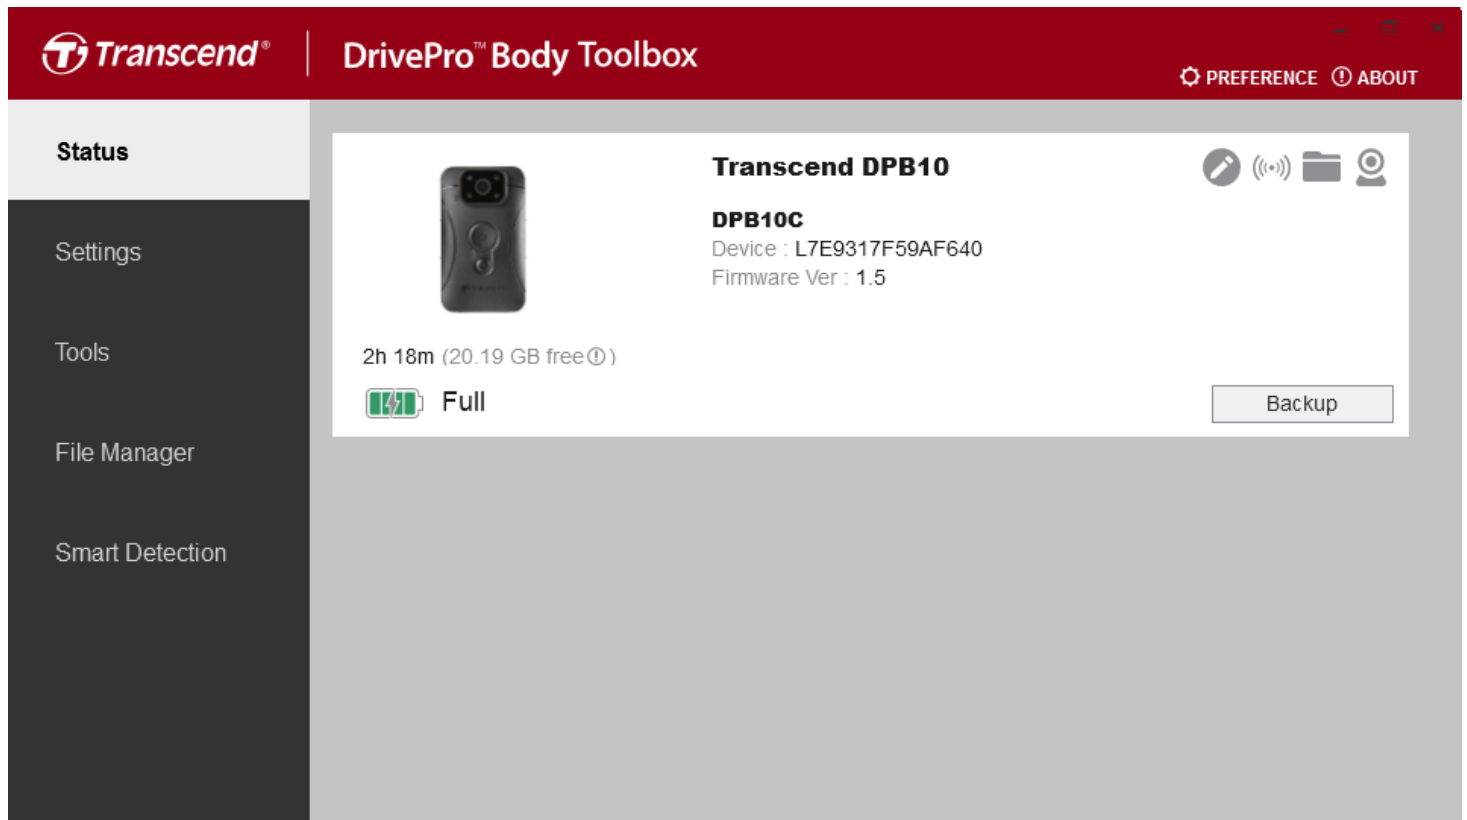 Transcend®
DrivePro™ Body Toolbox
PREFERENCE
ABOUT
Status
Settings
Tools
File Manager
Smart Detection
Transcend DPB10
DPB10C
Device : L7E9317F59AF640
Firmware Ver : 1.5
2h 18m (20.19 GB free)
Full
Backup